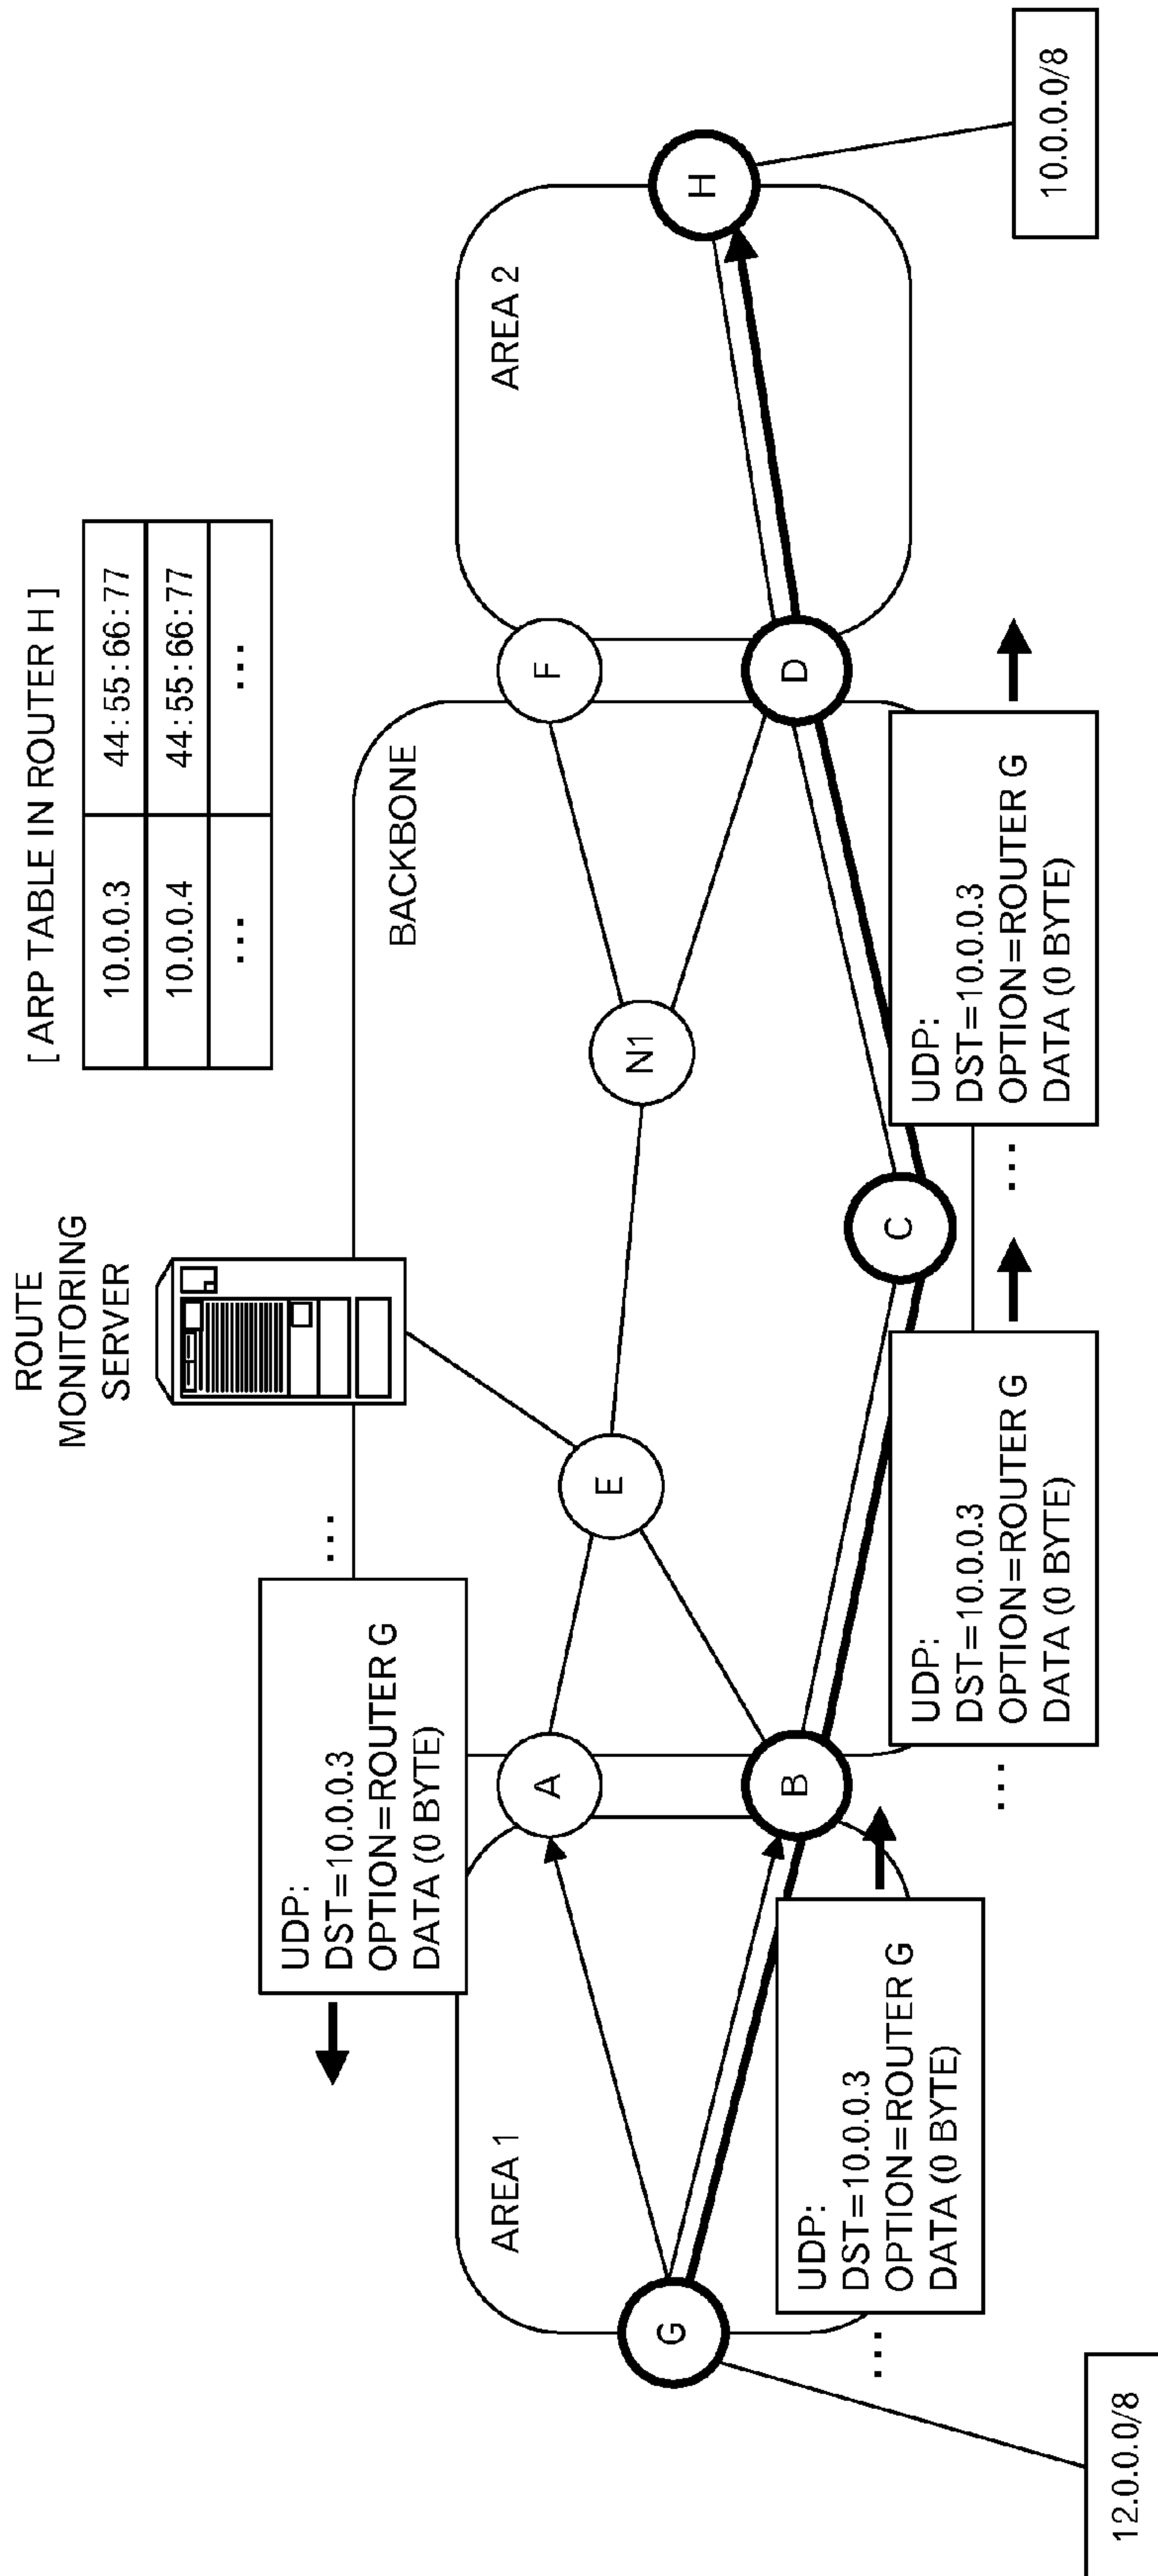 [ ARP TABLE IN ROUTER H ]
10.0.0.3 44:55:66:77
10.0.0.4 44:55:66:77
... ...
ROUTE
MONITORING
SERVER
...
UDP:
DST=10.0.0.3
OPTION=ROUTER G
DATA (0 BYTE)
BACKBONE
AREA 1
AREA 2
A
F
E
N1
G
H
B
D
C
UDP:
DST=10.0.0.3
OPTION=ROUTER G
DATA (0 BYTE)
...
UDP:
DST=10.0.0.3
OPTION=ROUTER G
DATA (0 BYTE)
...
UDP:
DST=10.0.0.3
OPTION=ROUTER G
DATA (0 BYTE)
...
12.0.0.0/8
10.0.0.0/8